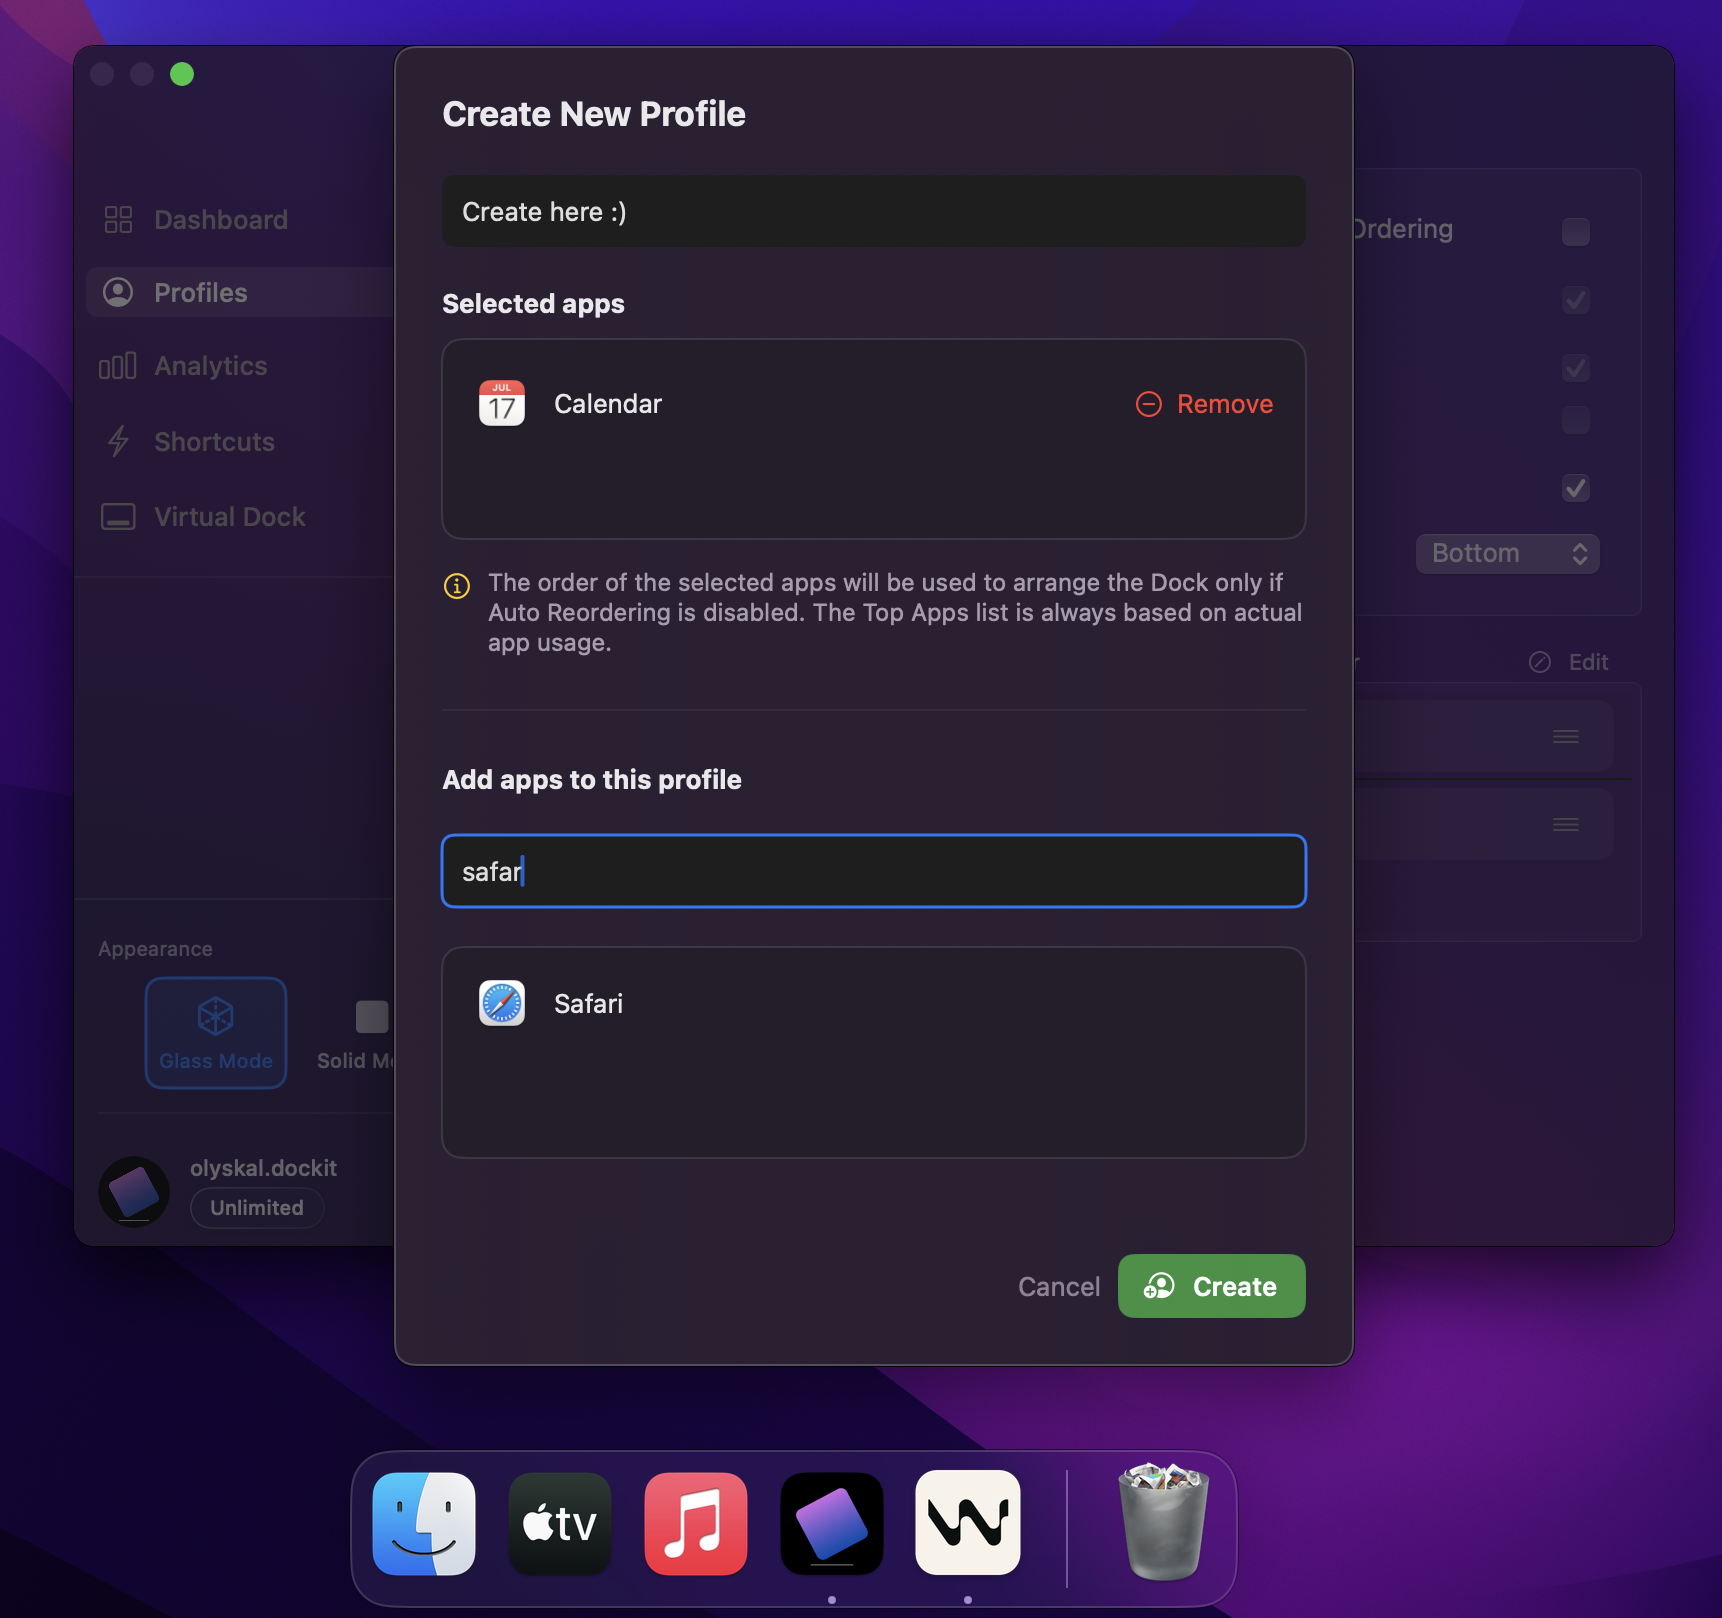 Create New Profile
Create here :)
Selected apps
JUL
17
Calendar
Remove
The order of the selected apps will be used to arrange the Dock only if
Auto Reordering is disabled. The Top Apps list is always based on actual
app usage.
Add apps to this profile
safar
Safari
Cancel
Create
Dashboard
Profiles
Analytics
Shortcuts
Virtual Dock
Appearance
Glass Mode
Solid
olyskal.dockit
Unlimited
Ordering
Bottom
Edit
tv